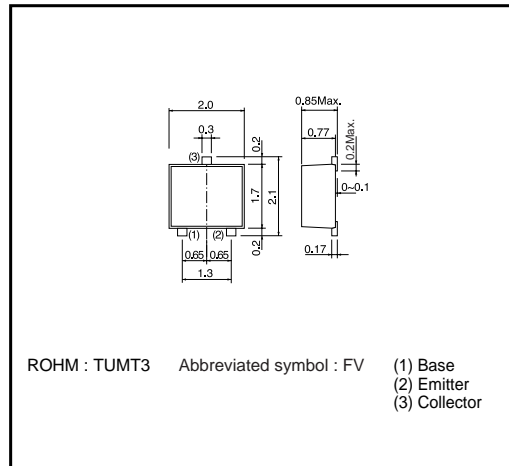 2.0
0.3
(3)
0.2
1.7
2.1
0.2
(1) (2)
0.65 0.65
1.3
0.85Max.
0.77
0.2Max.
0~0.1
0.17
ROHM : TUMT3 Abbreviated symbol : FV (1) Base
(2) Emitter
(3) Collector